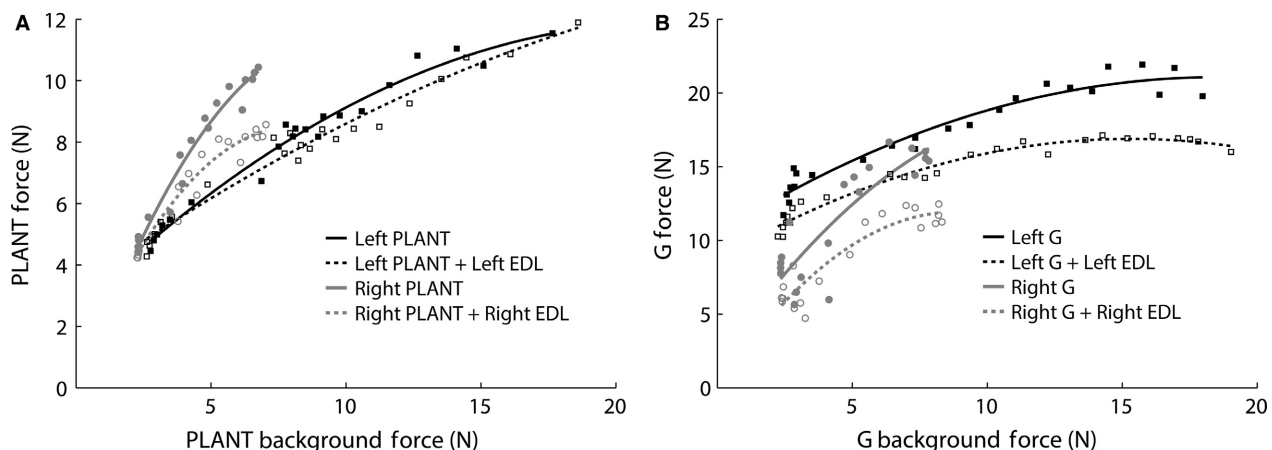 A
PLANT force (N)
12
10
8
6
4
2
0
5
10
15
20
PLANT background force (N)
Left PLANT
Left PLANT + Left EDL
Right PLANT
Right PLANT + Right EDL
B
G force (N)
25
20
15
10
5
0
5
10
15
20
G background force (N)
Left G
Left G + Left EDL
Right G
Right G + Right EDL